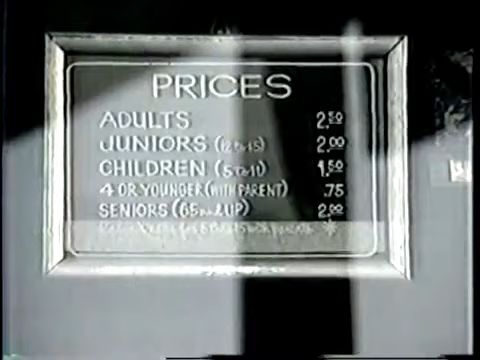 PRICES
ADULTS 2.50
JUNIORS (12 to 15) 2.00
CHILDREN (5 to 11) 1.50
4 OR YOUNGER (WITH PARENT) .75
SENIORS (65 and UP) 2.00